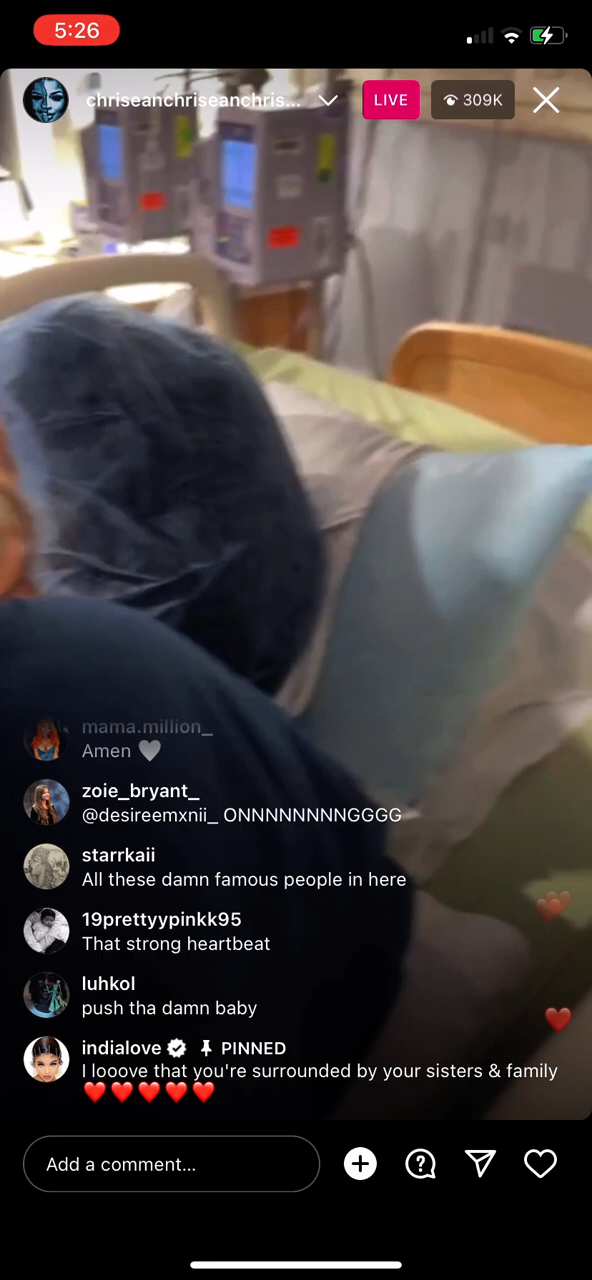 5:26
chriseanchriseanchris...
LIVE
309K
mama.million_
Amen 🤍
zoie_bryant_
@desireemxnii_ ONNNNNNNNGGGG
starrkaii
All these damn famous people in here
19prettyypinkk95
That strong heartbeat
luhkol
push tha damn baby
indialove PINNED
I looove that you're surrounded by your sisters & family
❤️❤️❤️❤️❤️
Add a comment...